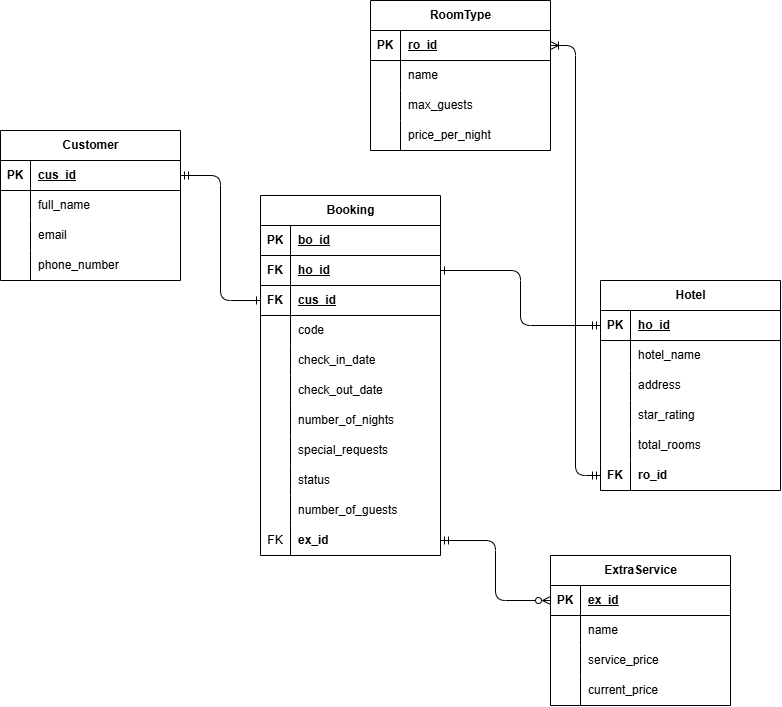 RoomType
PK ro_id
name
max_guests
price_per_night
Customer
PK cus_id
full_name
email
phone_number
Booking
PK bo_id
FK ho_id
FK cus_id
code
check_in_date
check_out_date
number_of_nights
special_requests
status
number_of_guests
FK ex_id
Hotel
PK ho_id
hotel_name
address
star_rating
total_rooms
FK ro_id
ExtraService
PK ex_id
name
service_price
current_price